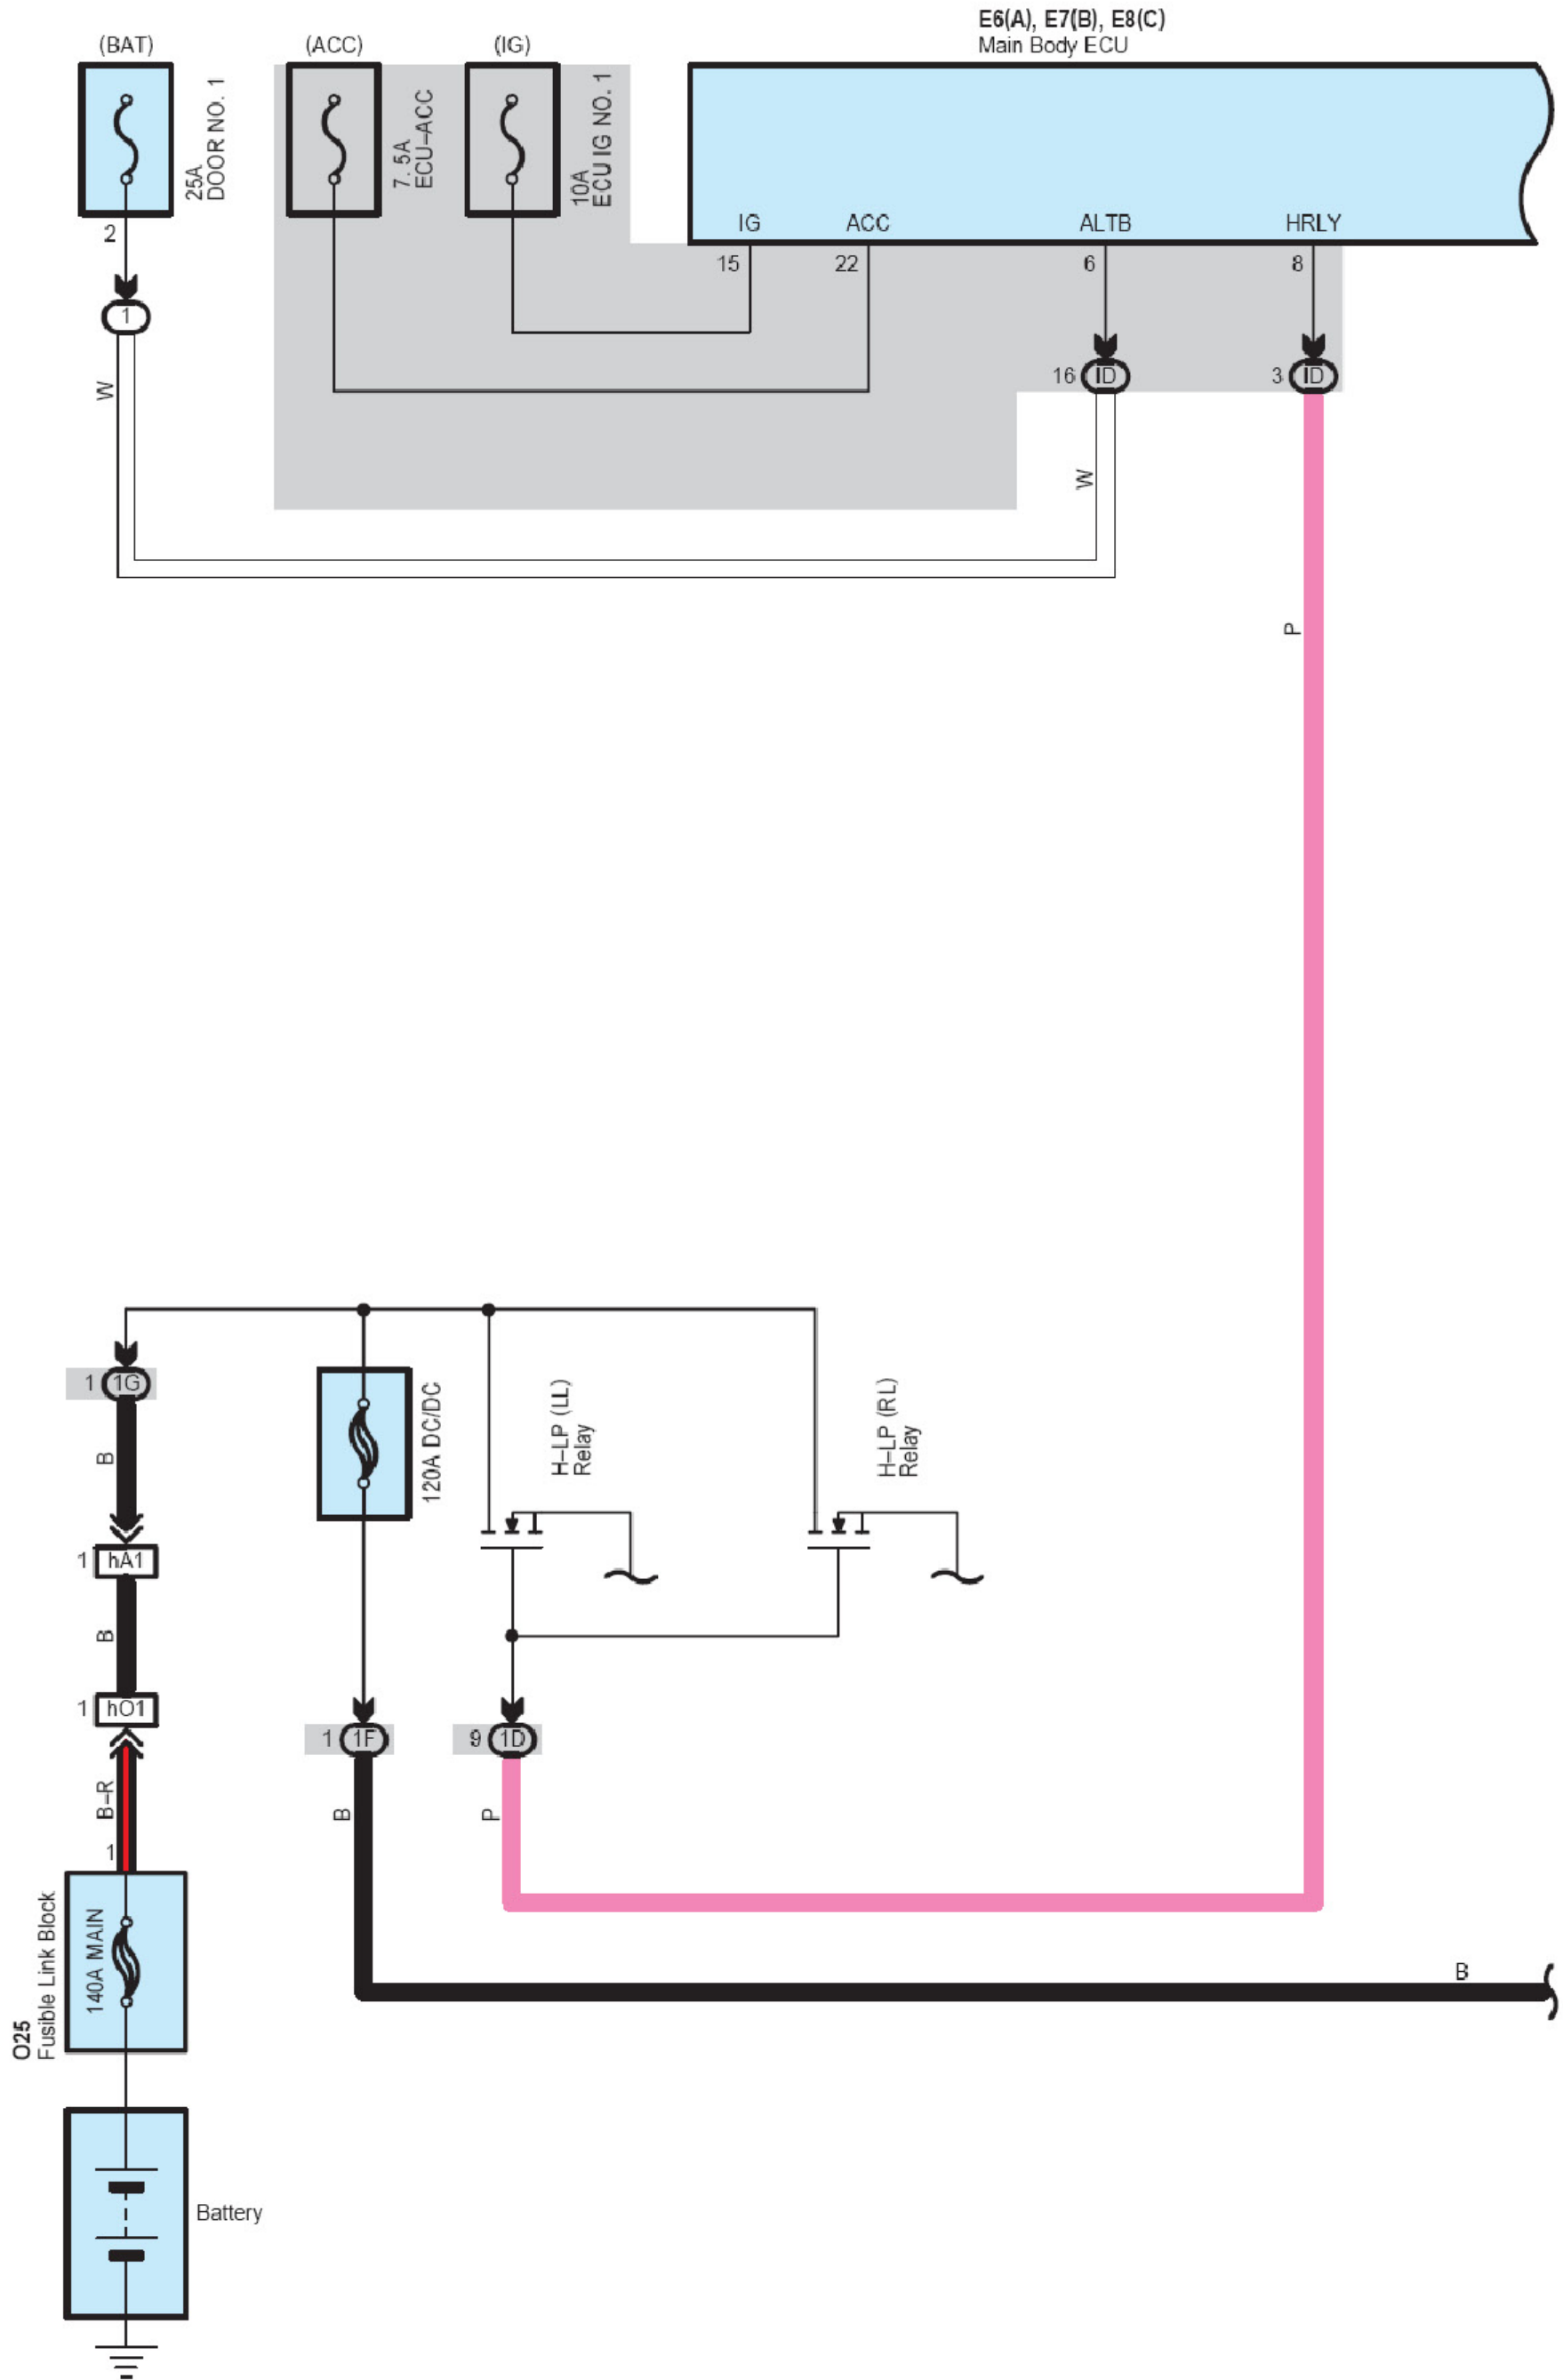 E6(A), E7(B), E8(C)
Main Body ECU
(BAT)
(ACC)
(IG)
25A
DOOR NO. 1
7. 5A
ECU–ACC
10A
ECU IG NO. 1
IG
ACC
ALTB
HRLY
2
15
22
6
8
1
16
ID
3
ID
W
W
P
1
1G
B
120A DC/DC
H–LP (LL)
Relay
H–LP (RL)
Relay
1
hA1
B
1
hO1
1
1F
9
1D
B–R
B
P
1
O25
Fusible Link Block
140A MAIN
B
Battery